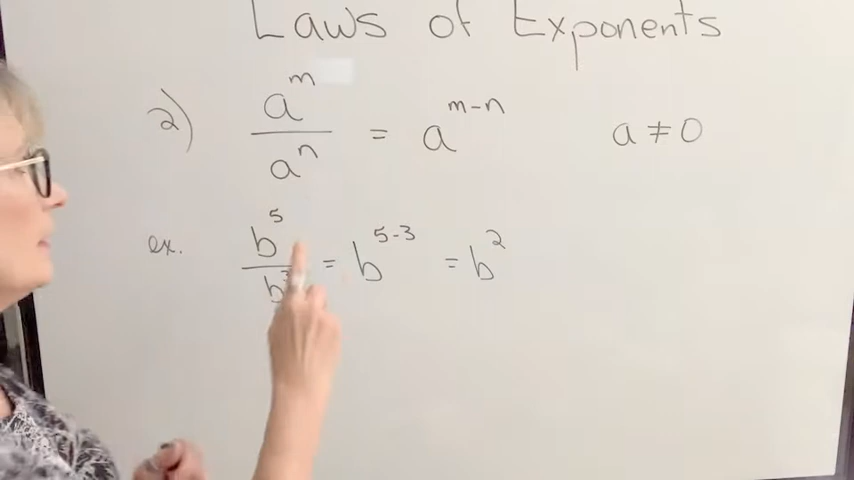 Laws of Exponents
2) a^m / a^n = a^(m-n) a ≠ 0
ex. b^5 / b^3 = b^(5-3) = b^2